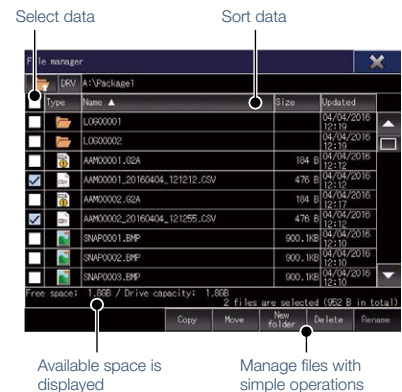 Select data
Sort data
File manager
DRV A:\Package1
Type Name ▲ Size Updated
LOG00001 04/04/2016 12:19
LOG00002 04/04/2016 12:19
AAM00001.G2A 184 B 04/04/2016 12:12
AAM00001_20160404_121212.CSV 476 B 04/04/2016 12:12
AAM00002.G2A 184 B 04/04/2016 12:17
AAM00002_20160404_121255.CSV 476 B 04/04/2016 12:12
SNAP0001.BMP 900.1KB 04/04/2016 12:10
SNAP0002.BMP 900.1KB 04/04/2016 12:10
SNAP0003.BMP 900.1KB 04/04/2016 12:10
Free space: 1.8GB / Drive capacity: 1.8GB
2 files are selected (952 B in total)
Copy Move New folder Delete Rename
Available space is
displayed
Manage files with
simple operations